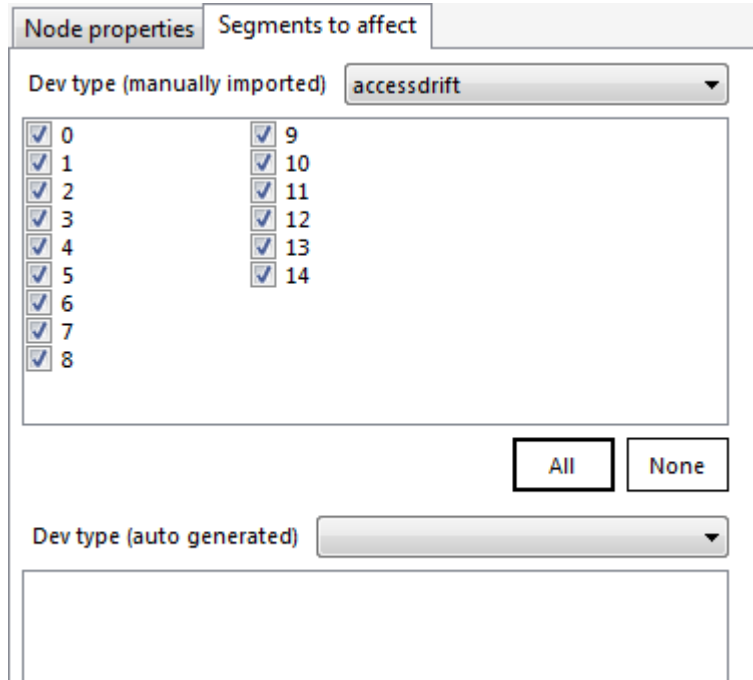 Node properties Segments to affect
Dev type (manually imported) accessdrift
0 9
1 10
2 11
3 12
4 13
5 14
6
7
8
All None
Dev type (auto generated)